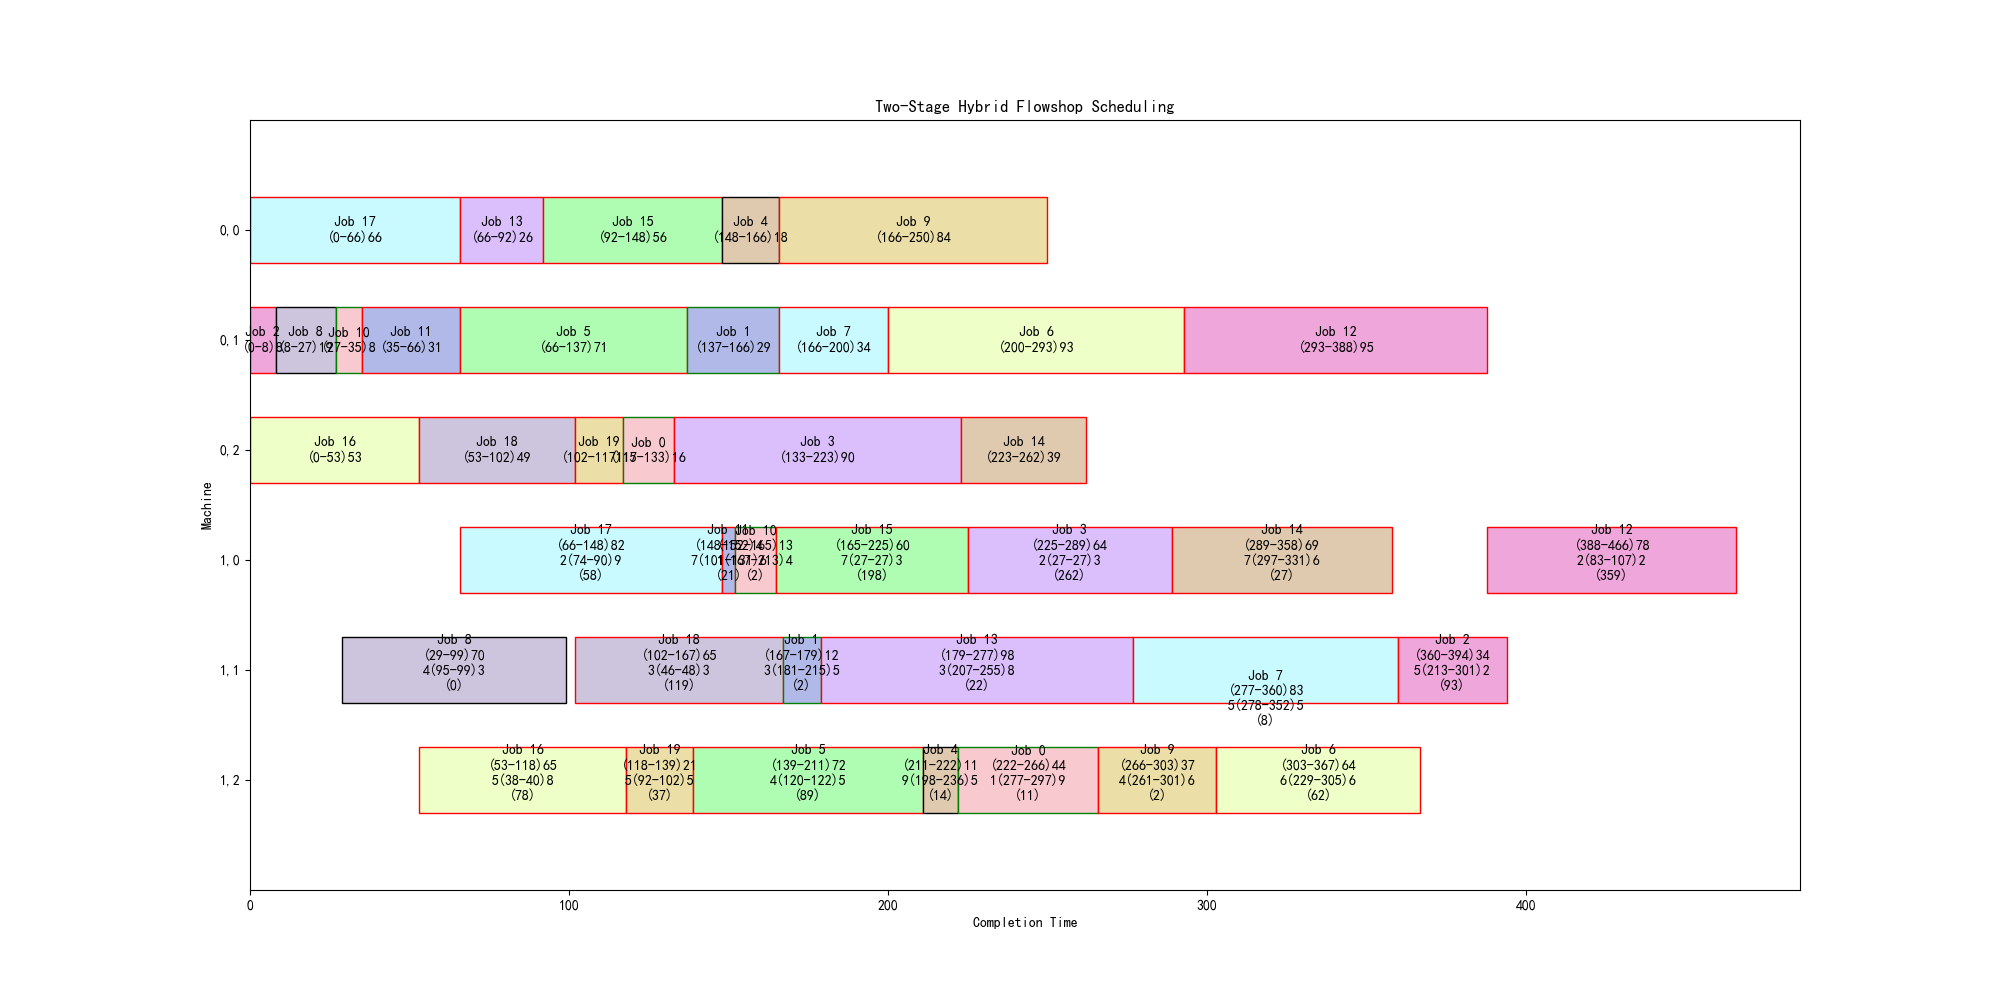 Two-Stage Hybrid Flowshop Scheduling
0,0
Job 17
(0-66)66
Job 13
(66-92)26
Job 15
(92-148)56
Job 4
(148-166)18
Job 9
(166-250)84
0,1
Job 2
Job 8
(8-27)19
Job 10
(27-35)8
Job 11
(35-66)31
Job 5
(66-137)71
Job 1
(137-166)29
Job 7
(166-200)34
Job 6
(200-293)93
Job 12
(293-388)95
0,2
Job 16
(0-53)53
Job 18
(53-102)49
Job 19
(102-117)15
Job 0
(117-133)16
Job 3
(133-223)90
Job 14
(223-262)39
Machine
1,0
Job 17
(66-148)82
2(74-90)9
(58)
Job 11
(21)
Job 10
(152-165)13
(2)
Job 15
(165-225)60
7(27-27)3
(198)
Job 3
(225-289)64
2(27-27)3
(262)
Job 14
(289-358)69
7(297-331)6
(27)
Job 12
(388-466)78
2(83-107)2
(359)
1,1
Job 8
(29-99)70
4(95-99)3
(0)
Job 18
(102-167)65
3(46-48)3
(119)
Job 1
(167-179)12
3(181-215)5
(2)
Job 13
(179-277)98
3(207-255)8
(22)
Job 7
(277-360)83
5(278-352)5
(8)
Job 2
(360-394)34
5(213-301)2
(93)
1,2
Job 16
(53-118)65
5(38-40)8
(78)
Job 19
(118-139)21
5(92-102)5
(37)
Job 5
(139-211)72
4(120-122)5
(89)
Job 4
(211-222)11
9(198-236)5
(14)
Job 0
(222-266)44
1(277-297)9
(11)
Job 9
(266-303)37
4(261-301)6
(2)
Job 6
(303-367)64
6(229-305)6
(62)
0
100
200
300
400
Completion Time